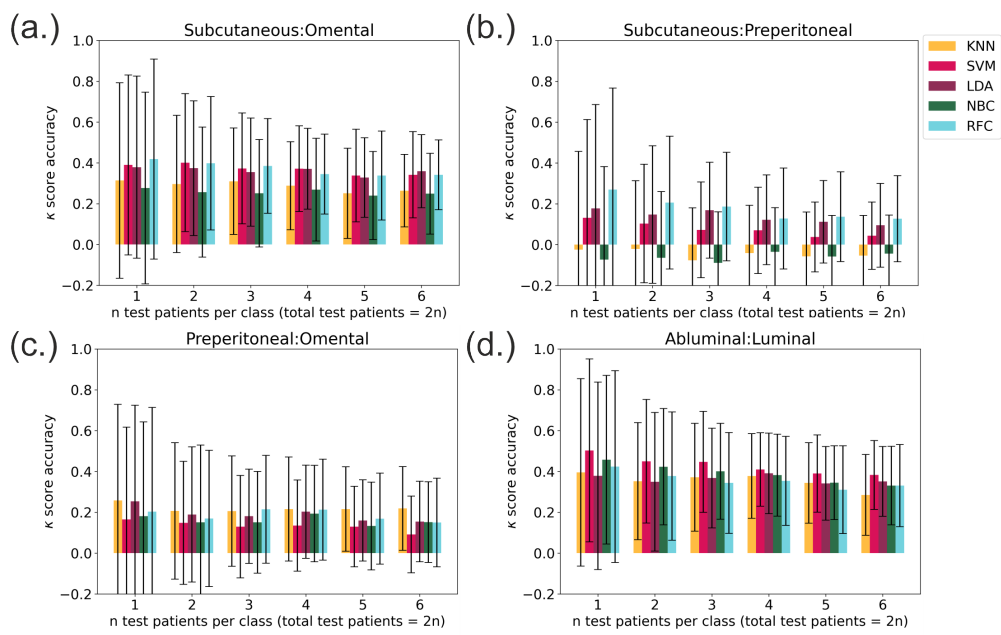 (a.)
Subcutaneous:Omental
1.0
0.8
0.6
0.4
0.2
0.0
−0.2
κ score accuracy
1 2 3 4 5 6
n test patients per class (total test patients = 2n)
(b.)
Subcutaneous:Preperitoneal
1.0
0.8
0.6
0.4
0.2
0.0
−0.2
κ score accuracy
1 2 3 4 5 6
n test patients per class (total test patients = 2n)
KNN
SVM
LDA
NBC
RFC
(c.)
Preperitoneal:Omental
1.0
0.8
0.6
0.4
0.2
0.0
−0.2
κ score accuracy
1 2 3 4 5 6
n test patients per class (total test patients = 2n)
(d.)
Abluminal:Luminal
1.0
0.8
0.6
0.4
0.2
0.0
−0.2
κ score accuracy
1 2 3 4 5 6
n test patients per class (total test patients = 2n)